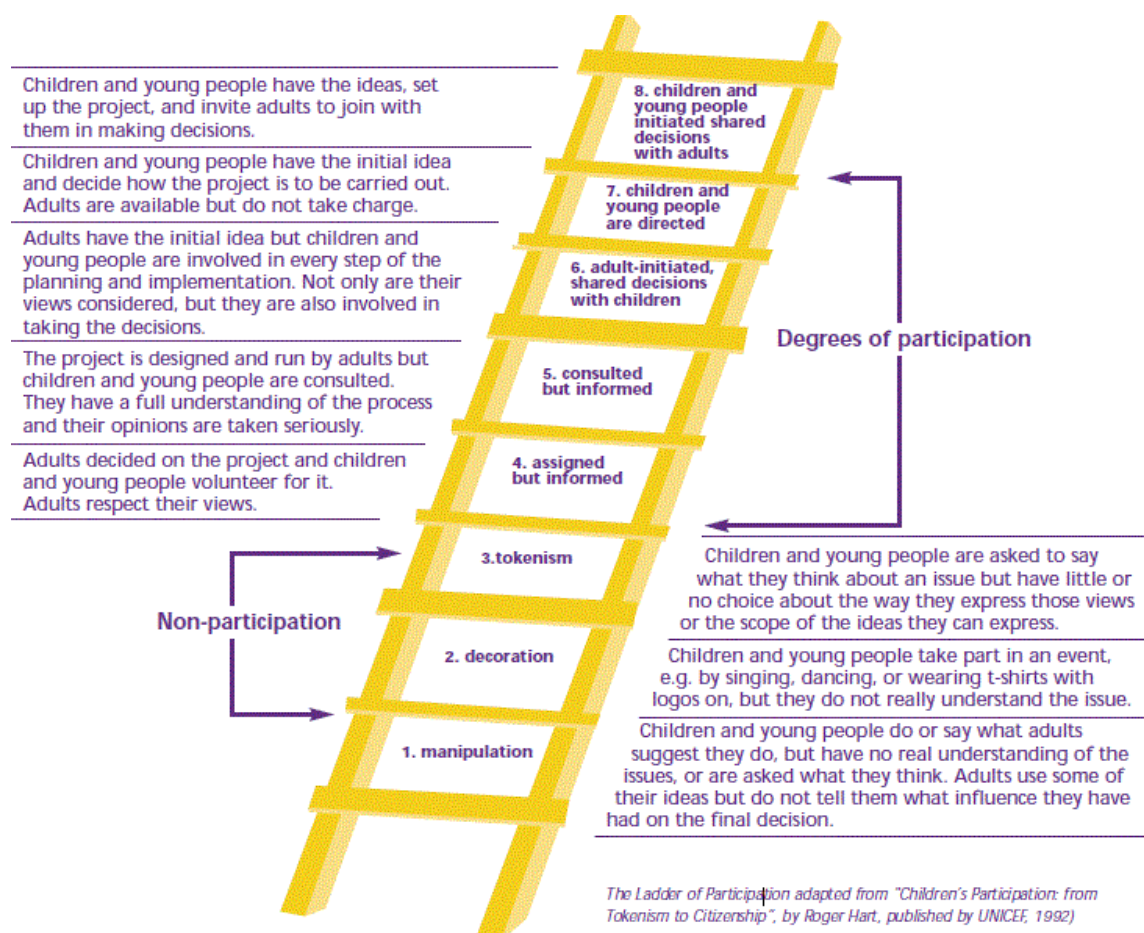 Children and young people have the ideas, set
up the project, and invite adults to join with
them in making decisions.
Children and young people have the initial idea
and decide how the project is to be carried out.
Adults are available but do not take charge.
Adults have the initial idea but children and
young people are involved in every step of the
planning and implementation. Not only are their
views considered, but they are also involved in
taking the decisions.
The project is designed and run by adults but
children and young people are consulted.
They have a full understanding of the process
and their opinions are taken seriously.
Adults decided on the project and children
and young people volunteer for it.
Adults respect their views.
8. children and
young people
initiated shared
decisions
with adults
7. children and
young people
are directed
6. adult-initiated,
shared decisions
with children
5. consulted
but informed
4. assigned
but informed
3.tokenism
2. decoration
1. manipulation
Degrees of participation
Non-participation
Children and young people are asked to say
what they think about an issue but have little or
no choice about the way they express those views
or the scope of the ideas they can express.
Children and young people take part in an event,
e.g. by singing, dancing, or wearing t-shirts with
logos on, but they do not really understand the issue.
Children and young people do or say what adults
suggest they do, but have no real understanding of the
issues, or are asked what they think. Adults use some of
their ideas but do not tell them what influence they have
had on the final decision.
The Ladder of Participation adapted from "Children's Participation: from
Tokenism to Citizenship", by Roger Hart, published by UNICEF, 1992)